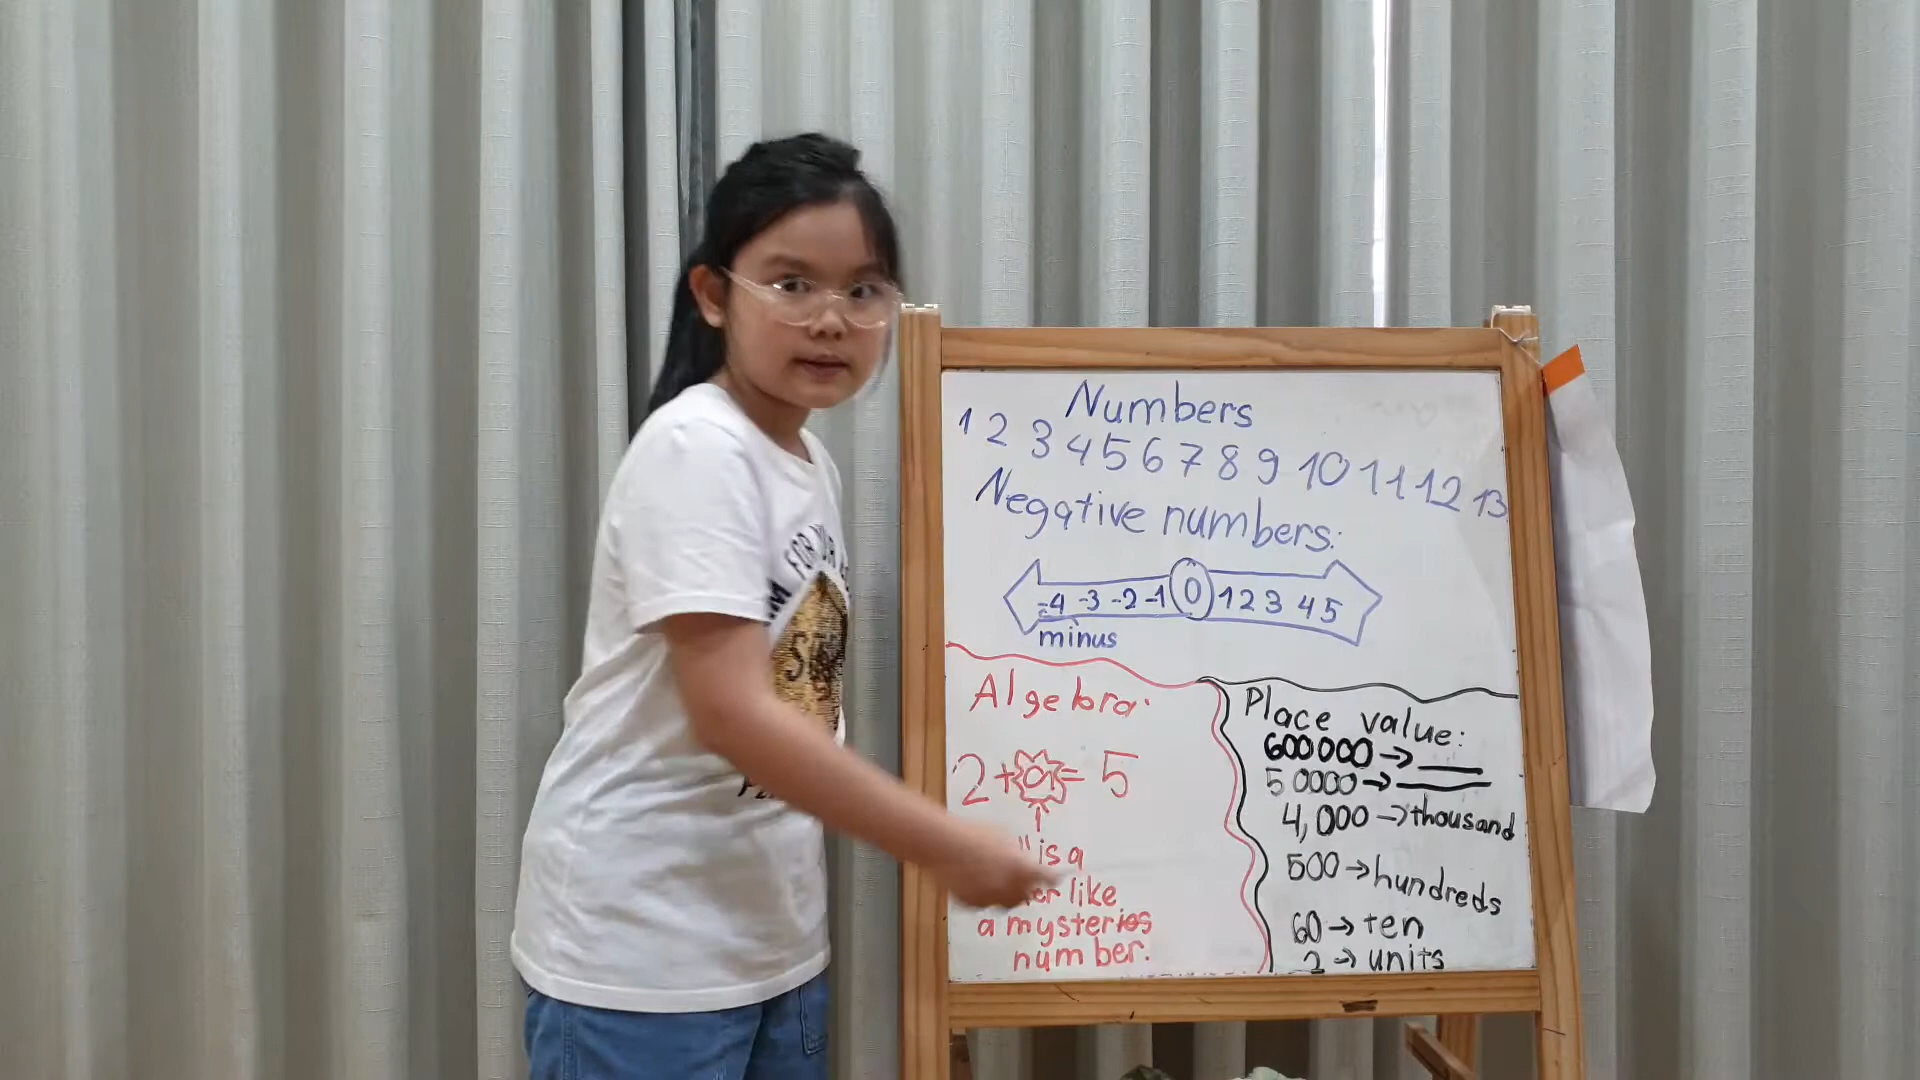 Numbers
1 2 3 4 5 6 7 8 9 10 11 12 13
Negative numbers:
-4 -3 -2 -1 0 1 2 3 4 5
minus
Algebra:
2 + a = 5
" is a
like
a mysteries
number.
Place value:
600000 →
50000 →
4,000 → thousand
500 → hundreds
60 → ten
2 → units
FOR